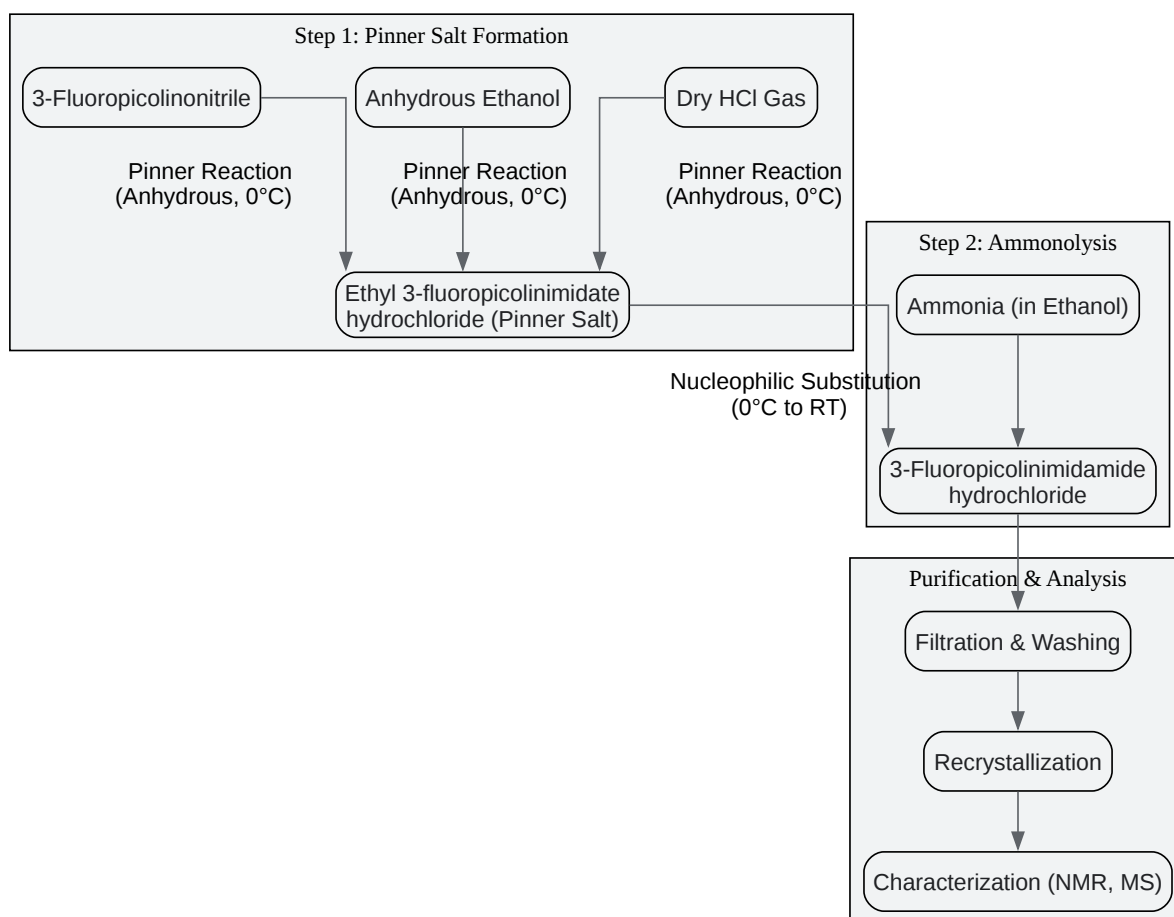 Step 1: Pinner Salt Formation
3-Fluoropicolinonitrile
Anhydrous Ethanol
Dry HCl Gas
Pinner Reaction
(Anhydrous, 0°C)
Pinner Reaction
(Anhydrous, 0°C)
Pinner Reaction
(Anhydrous, 0°C)
Ethyl 3-fluoropicolinimidate
hydrochloride (Pinner Salt)
Step 2: Ammonolysis
Ammonia (in Ethanol)
Nucleophilic Substitution
(0°C to RT)
3-Fluoropicolinimidamide
hydrochloride
Purification & Analysis
Filtration & Washing
Recrystallization
Characterization (NMR, MS)